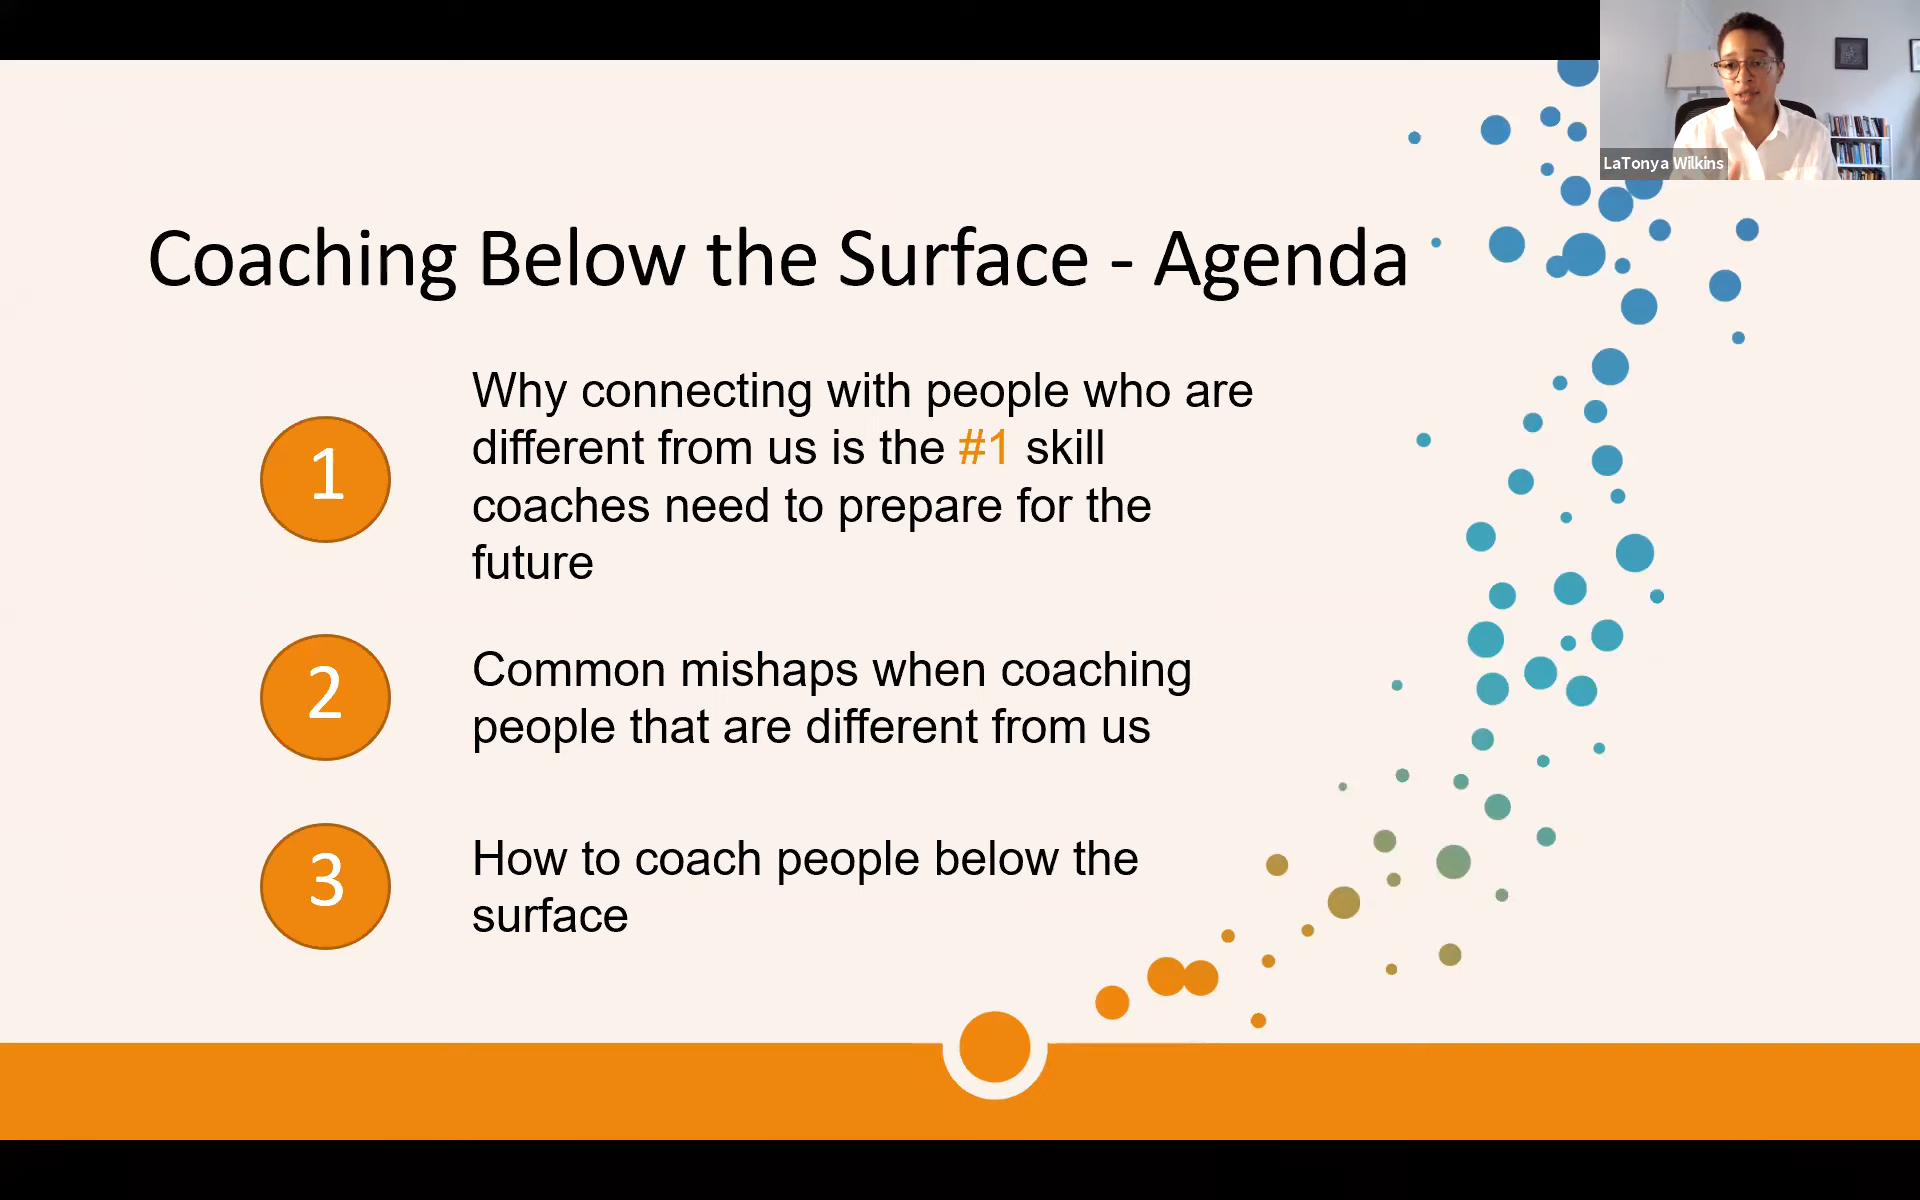 LaTonya Wilkins
Coaching Below the Surface - Agenda
1
Why connecting with people who are
different from us is the #1 skill
coaches need to prepare for the
future
2
Common mishaps when coaching
people that are different from us
3
How to coach people below the
surface